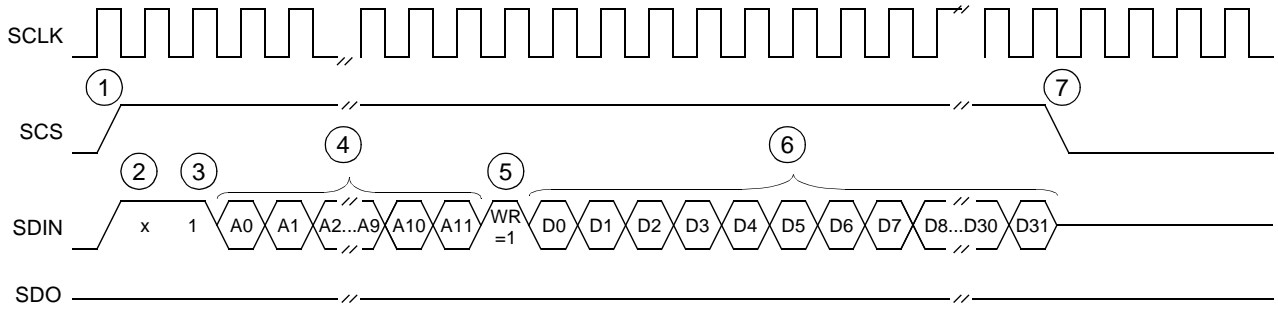 SCLK
1
7
SCS
2
3
4
5
6
SDIN
x
1
A0
A1
A2...A9
A10
A11
WR
=1
D0
D1
D2
D3
D4
D5
D6
D7
D8...D30
D31
SDO